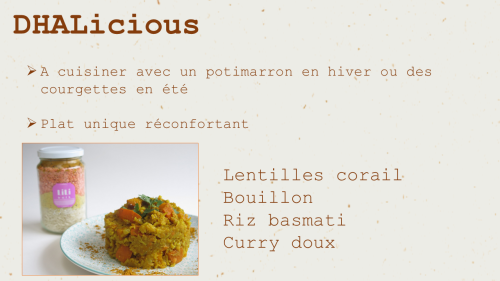 DHALicious
A cuisiner avec un potimarron en hiver ou des
courgettes en été
Plat unique réconfortant
Lentilles corail
Bouillon
Riz basmati
Curry doux